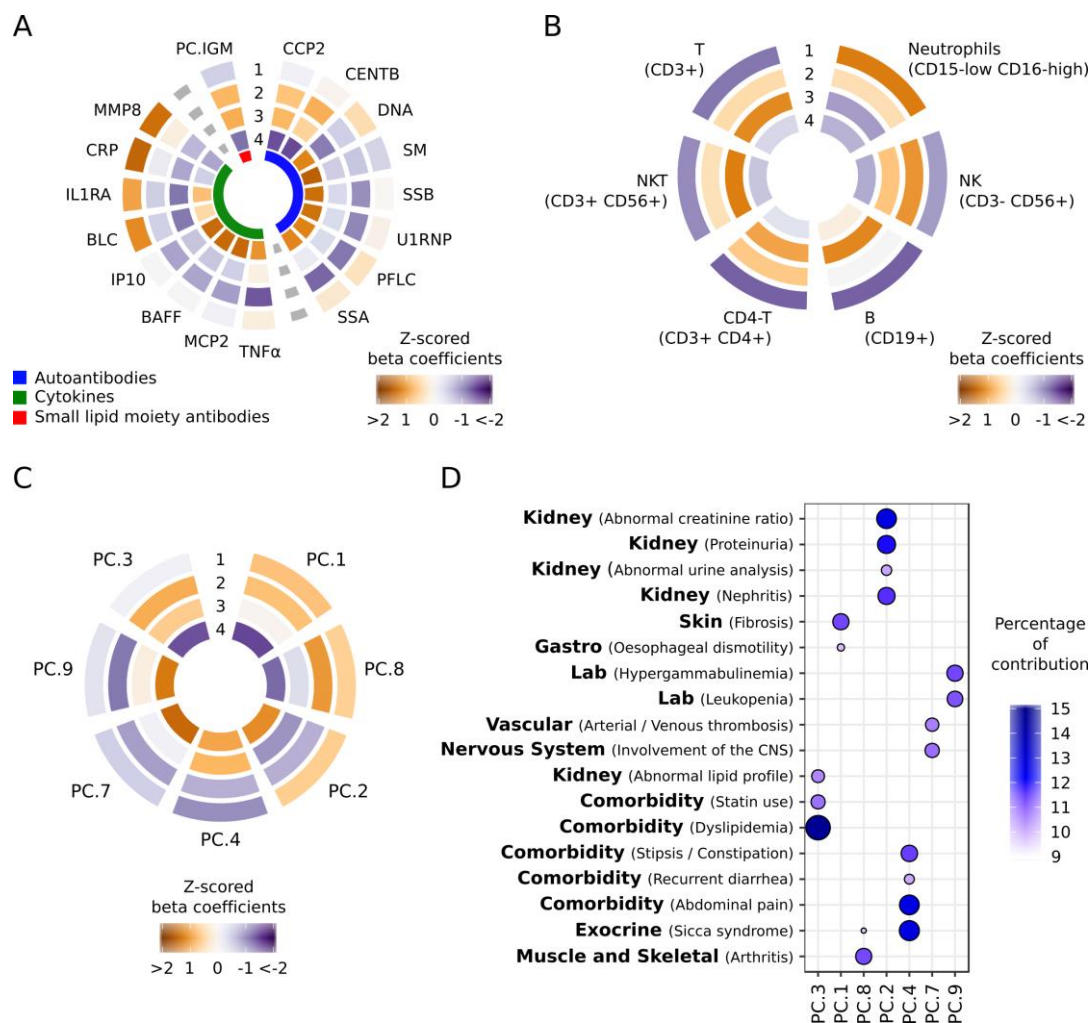 A
PC.IGM
CCP2
1
CENTB
2
MMP8
3
DNA
CRP
4
SM
IL1RA
SSB
BLC
U1RNP
IP10
PFLC
BAFF
SSA
MCP2
TNFα
Z-scored
beta coefficients
>2 1 0 -1 <-2
Autoantibodies
Cytokines
Small lipid moiety antibodies
B
T
(CD3+)
1
2
3
4
Neutrophils
(CD15-low CD16-high)
NKT
(CD3+ CD56+)
NK
(CD3- CD56+)
CD4-T
(CD3+ CD4+)
B
(CD19+)
Z-scored
beta coefficients
>2 1 0 -1 <-2
C
PC.3
1
2
3
4
PC.1
PC.9
PC.8
PC.7
PC.2
PC.4
Z-scored
beta coefficients
>2 1 0 -1 <-2
D
Kidney (Abnormal creatinine ratio)
Kidney (Proteinuria)
Kidney (Abnormal urine analysis)
Kidney (Nephritis)
Skin (Fibrosis)
Gastro (Oesophageal dismotility)
Lab (Hypergammabulinemia)
Lab (Leukopenia)
Vascular (Arterial / Venous thrombosis)
Nervous System (Involvement of the CNS)
Kidney (Abnormal lipid profile)
Comorbidity (Statin use)
Comorbidity (Dyslipidemia)
Comorbidity (Stipsis / Constipation)
Comorbidity (Recurrent diarrhea)
Comorbidity (Abdominal pain)
Exocrine (Sicca syndrome)
Muscle and Skeletal (Arthritis)
PC.3
PC.1
PC.8
PC.2
PC.4
PC.7
PC.9
Percentage
of
contribution
15
14
13
12
11
10
9